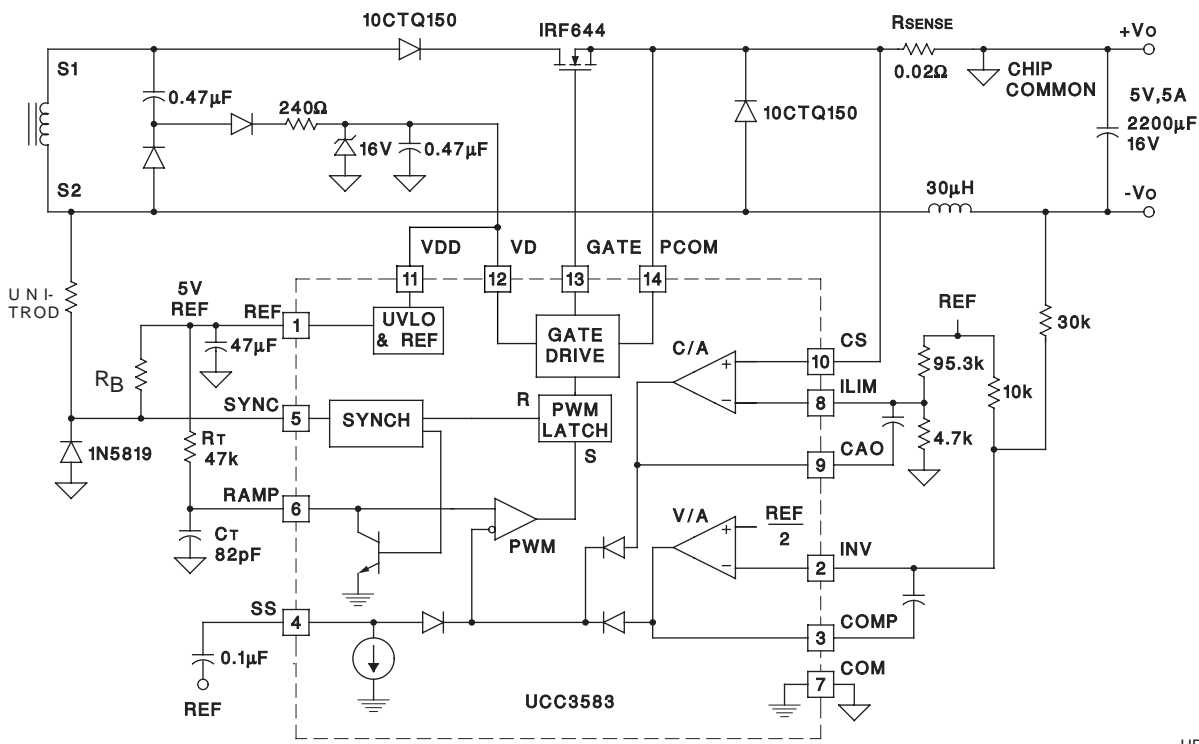 10CTQ150
IRF644
RSENSE
+Vo
S1
0.02Ω
CHIP
COMMON
0.47µF
240Ω
10CTQ150
5V,5A
2200µF
16V
16V
0.47µF
S2
30µH
-Vo
VDD
VD
GATE
PCOM
11
12
13
14
UNI-
TROD
5V
REF
REF
1
UVLO
& REF
GATE
DRIVE
REF
30k
47µF
C/A
+
-
10
CS
95.3k
RB
ILIM
8
10k
SYNC
5
SYNCH
R
PWM
LATCH
S
4.7k
1N5819
RT
47k
CAO
9
RAMP
6
PWM
V/A
+
-
REF
2
INV
2
CT
82pF
SS
4
COMP
3
0.1µF
COM
7
REF
UCC3583